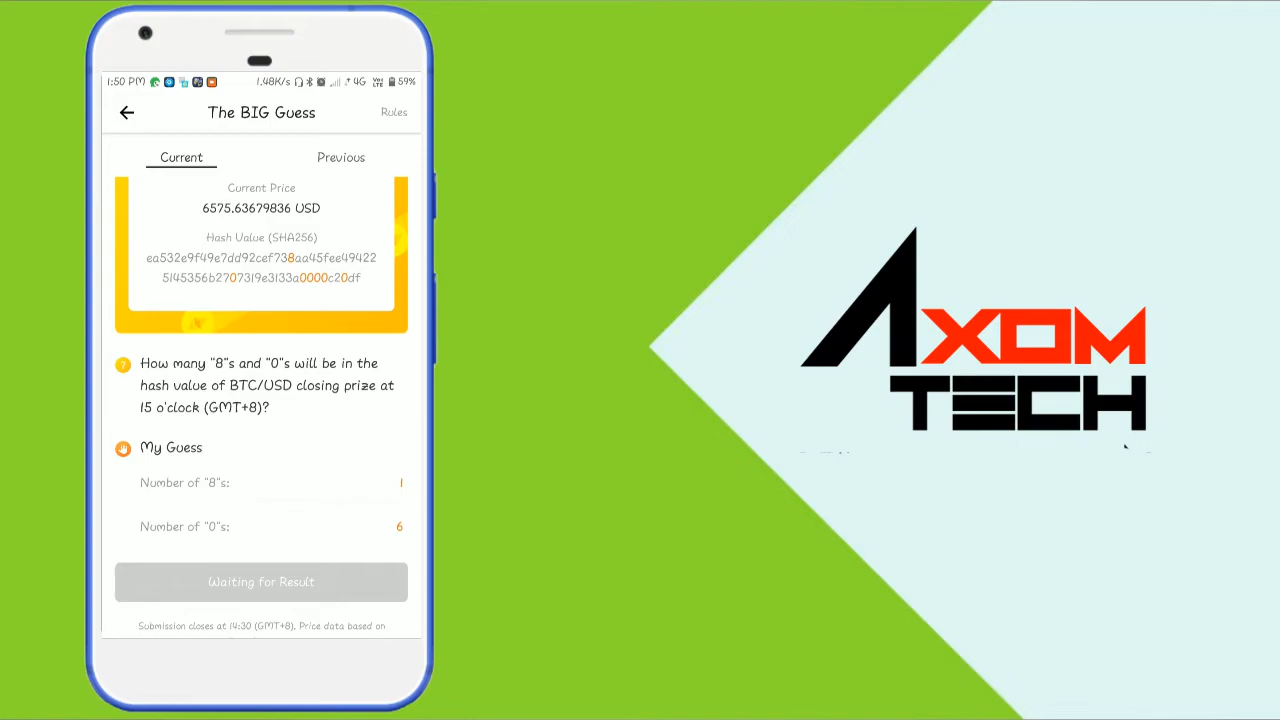 1:50 PM 1.48K/s 4G Vo LTE 59%
The BIG Guess Rules
Current Previous
Current Price
6575.63679836 USD
Hash Value (SHA256)
ea532e9f49e7dd92cef738aa45fee49422
5145356b2707319e3133a0000c20df
How many "8"s and "0"s will be in the
hash value of BTC/USD closing prize at
15 o'clock (GMT+8)?
My Guess
Number of "8"s: 1
Number of "0"s: 6
Waiting for Result
Submission closes at 14:30 (GMT+8). Price data based on
AXOM
TECH